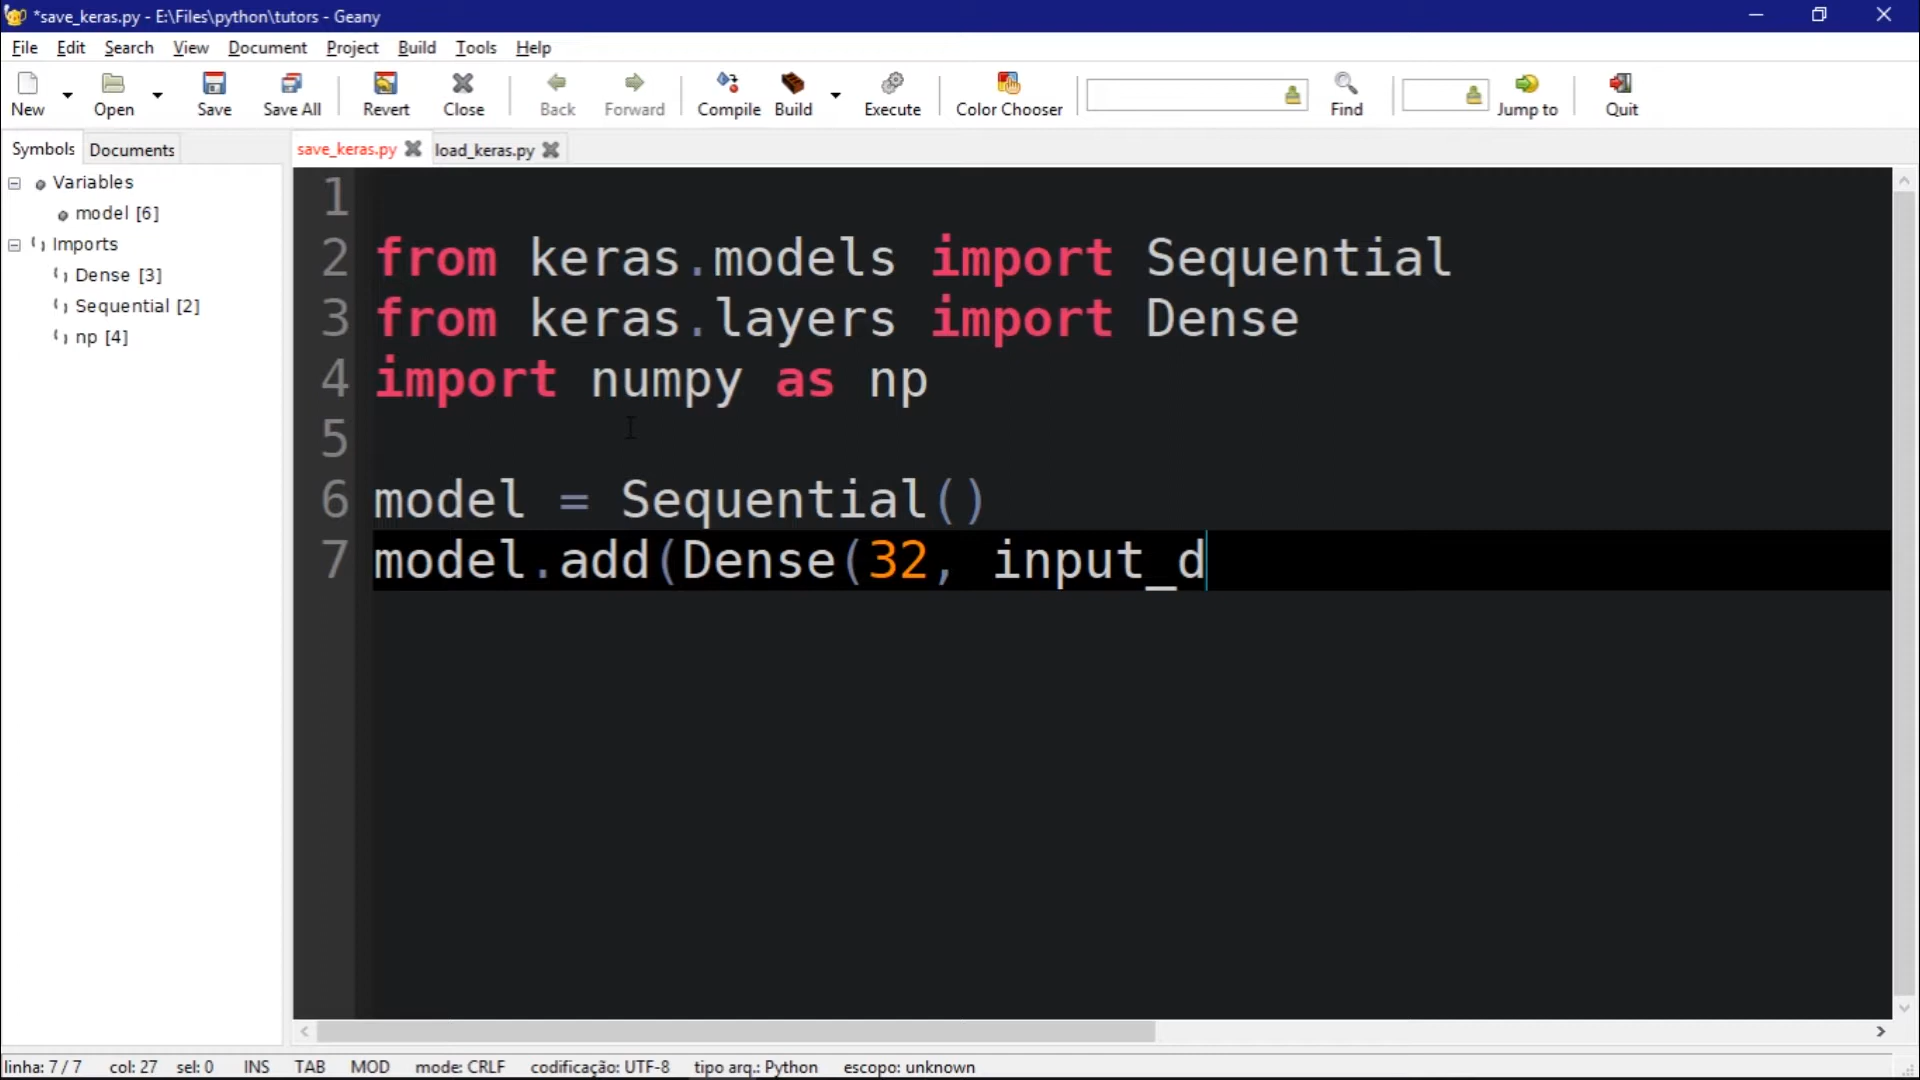 *save_keras.py - E:\Files\python\tutors - Geany
File Edit Search View Document Project Build Tools Help
New Open Save Save All Revert Close Back Forward Compile Build Execute Color Chooser Find Jump to Quit
Symbols Documents save_keras.py load_keras.py
Variables
model [6]
Imports
Dense [3]
Sequential [2]
np [4]
1
2 from keras.models import Sequential
3 from keras.layers import Dense
4 import numpy as np
5
6 model = Sequential()
7 model.add(Dense(32, input_d
linha: 7 / 7 col: 27 sel: 0 INS TAB MOD mode: CRLF codificação: UTF-8 tipo arq.: Python escopo: unknown